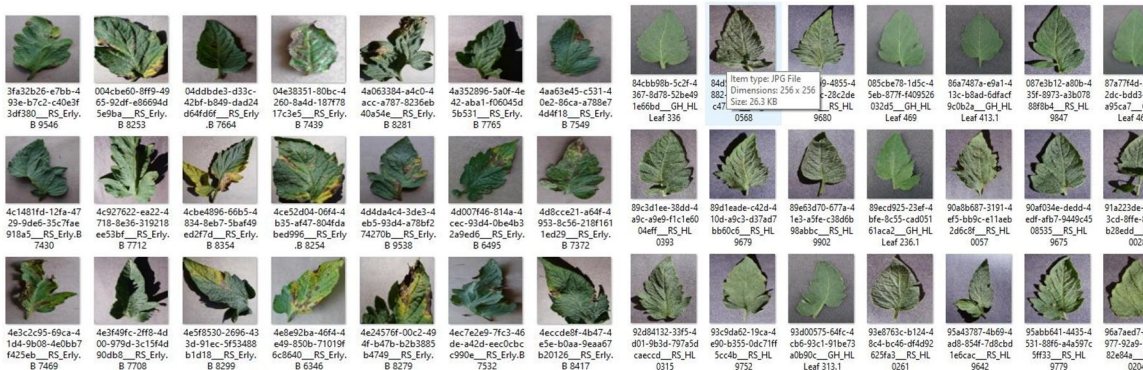 3fa32b26-e7bb-4
93e-b7c2-c40e3f
3df380___RS_Erly.
B 9546
004cbe60-8ff9-49
65-92df-e86694d
5e9ba___RS_Erly.
B 8253
04ddbde3-d33c-
42bf-b849-dad24
d64fd6f___RS_Erly
.B 7664
04e38351-80bc-4
260a-84d4-187f78
17c3e5___RS_Erly.
B 7439
4a063384-a4c0-4
acc-a787-8236eb
40a54e___RS_Erly.
B 8281
4a352896-5a0f-4e
42-aba1-f06045d
5b531___RS_Erly.
B 7765
4aa63e45-c531-4
0e2-86ca-a788e7
4d4f18___RS_Erly.
B 7549
84cbb98b-5c2f-4
367-8d78-52be49
1e66bd___GH_HL
Leaf 336
Item type: JPG File
Dimensions: 256 x 256
Size: 26.3 KB
0568
9680
085cbe78-1d5c-4
5eb-877f-f409526
032d5___GH_HL
Leaf 469
86a7487a-e9a1-4
13c-b8ad-6dfacf
9c0b2a___GH_HL
Leaf 413.1
087e3b12-a80b-4
35f-8973-a3b078
88f8b4___RS_HL
9847
4c1481fd-12fa-47
29-9de6-35c7fae
918a5___RS_Erly.B
7430
4c927622-ea22-4
718-8e36-319218
ee53bf___RS_Erly.
B 7712
4cbe4896-66b5-4
834-8eb7-5baf49
ed2f7d___RS_Erly.
B 8354
4ce52d04-06f4-4
b35-af47-804fda
bed996___RS_Erly
.B 8254
4d4da4c4-3de3-4
eb5-93d4-a78bf2
74270b___RS_Erly.
B 9538
4d007f46-814a-4
cec-93d4-0be4b3
2a9ed6___RS_Erly.
B 6495
4d8cce21-a64f-4
953-8c56-218f161
1ed29___RS_Erly.
B 7372
89c3d1ee-38dd-4
a9c-a9e9-f1c1e60
04eff___RS_HL
0393
89d1eade-c42d-4
10d-a9c3-d37ad7
bb60c6___RS_HL
9679
89e63d70-677a-4
1e3-a5fe-c38d6b
98abbc___RS_HL
9902
89ecd925-23ef-4
bfe-8c55-cad051
61aca2___GH_HL
Leaf 236.1
90a8b687-3191-4
ef5-bb9c-e11aeb
2d6c8f___RS_HL
0057
90af034e-dedd-4
edf-afb7-9449c45
08535___RS_HL
9675
4e3c2c95-69ca-4
1d4-9b08-4e0bb7
f425eb___RS_Erly.
B 7469
4e3f49fc-2ff8-4d
00-979d-3c15f4d
90db8___RS_Erly.
B 7708
4e5f8530-2696-43
3d-91ec-5f53488
b1d18___RS_Erly.
B 8299
4e8e92ba-46f4-4
e49-850b-71019f
6c8640___RS_Erly.
B 6346
4e24576f-00c2-49
4f-b47b-b2b3885
b4749___RS_Erly.
B 8279
4ec7e2e9-7fc3-46
de-a42d-eec0cbc
c990e___RS_Erly.B
7532
4eccde8f-4b47-4
e5e-b0aa-9eaa67
b20126___RS_Erly.
B 8417
92d84132-33f5-4
d01-9b3d-797a5d
caeccd___RS_HL
0315
93c9da62-19ca-4
e90-b355-0dc71ff
5cc4b___RS_HL
9752
93d00575-64fc-4
cb6-93c1-91be73
a0b90c___GH_HL
Leaf 313.1
93e8763c-b124-4
8c4-bc46-df4d92
625fa3___RS_HL
0261
95a43787-4b69-4
ad8-854f-7d8cbd
1e6cac___RS_HL
9642
95abb641-4435-4
531-88f6-a4a597c
5ff33___RS_HL
9779